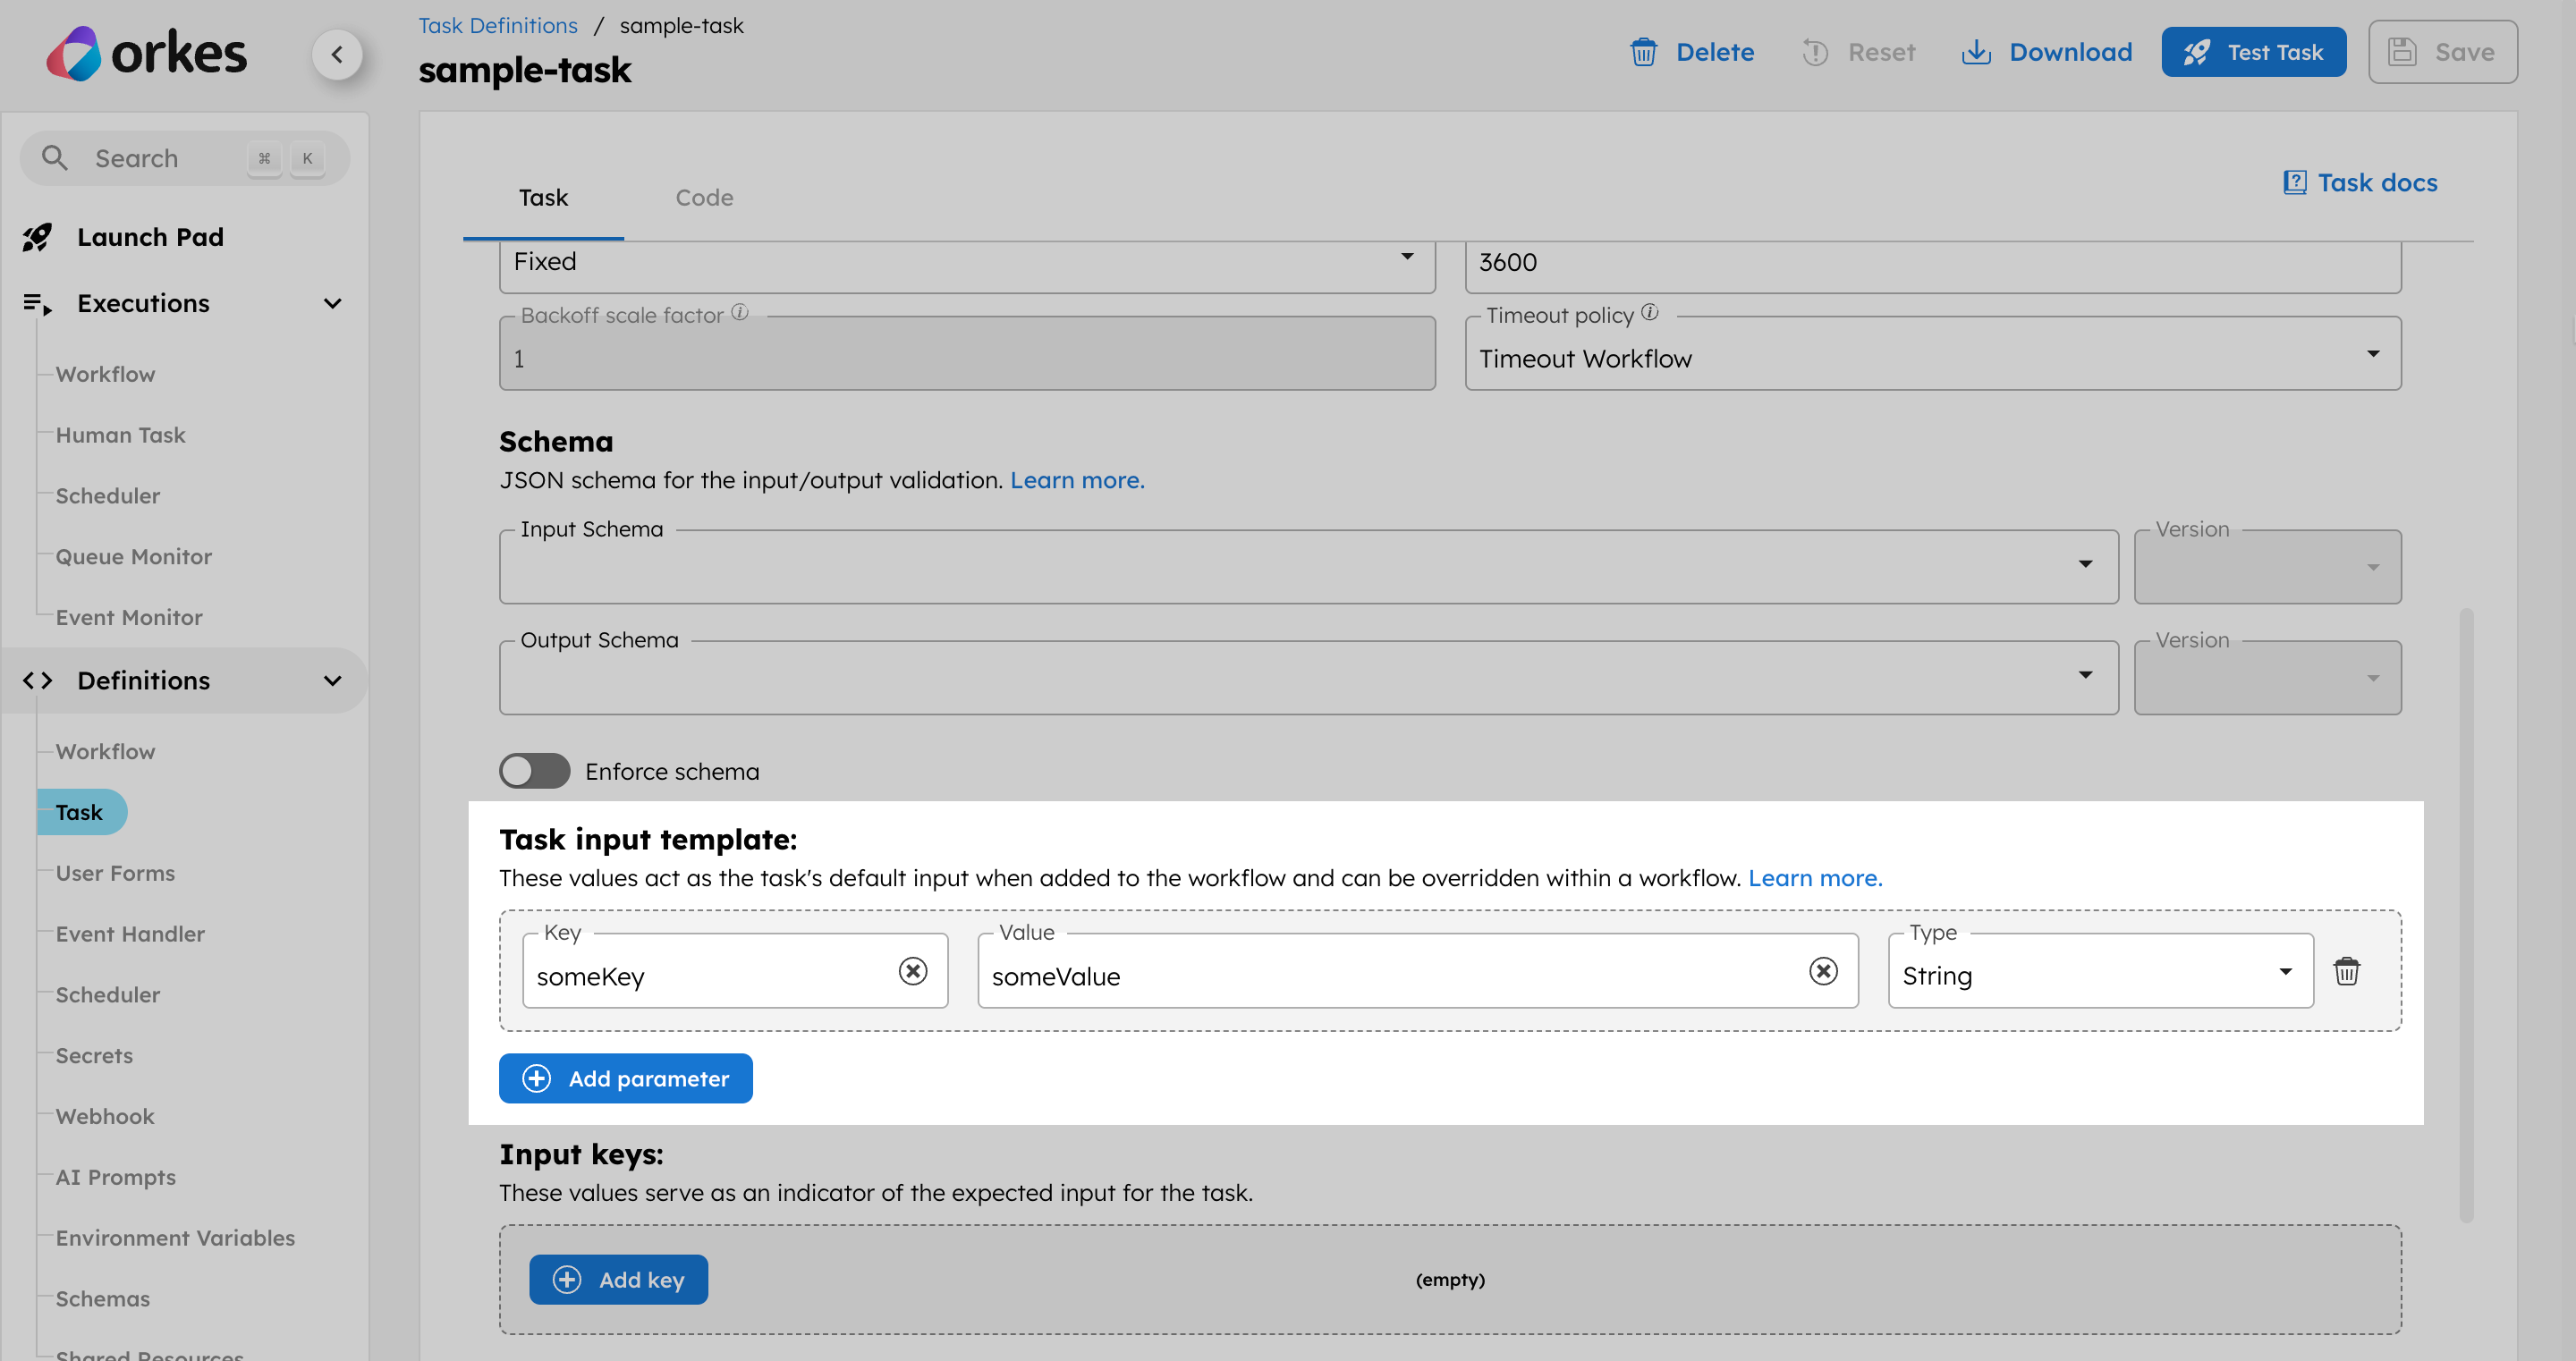 orkes
Search ⌘ K
Launch Pad
Executions
Workflow
Human Task
Scheduler
Queue Monitor
Event Monitor
Definitions
Workflow
Task
User Forms
Event Handler
Scheduler
Secrets
Webhook
AI Prompts
Environment Variables
Schemas
Shared Resources
Task Definitions / sample-task
sample-task
Delete
Reset
Download
Test Task
Save
Task
Code
Task docs
Fixed
3600
Backoff scale factor
1
Timeout policy
Timeout Workflow
Schema
JSON schema for the input/output validation. Learn more.
Input Schema
Version
Output Schema
Version
Enforce schema
Task input template:
These values act as the task's default input when added to the workflow and can be overridden within a workflow. Learn more.
Key
someKey
Value
someValue
Type
String
Add parameter
Input keys:
These values serve as an indicator of the expected input for the task.
Add key
(empty)